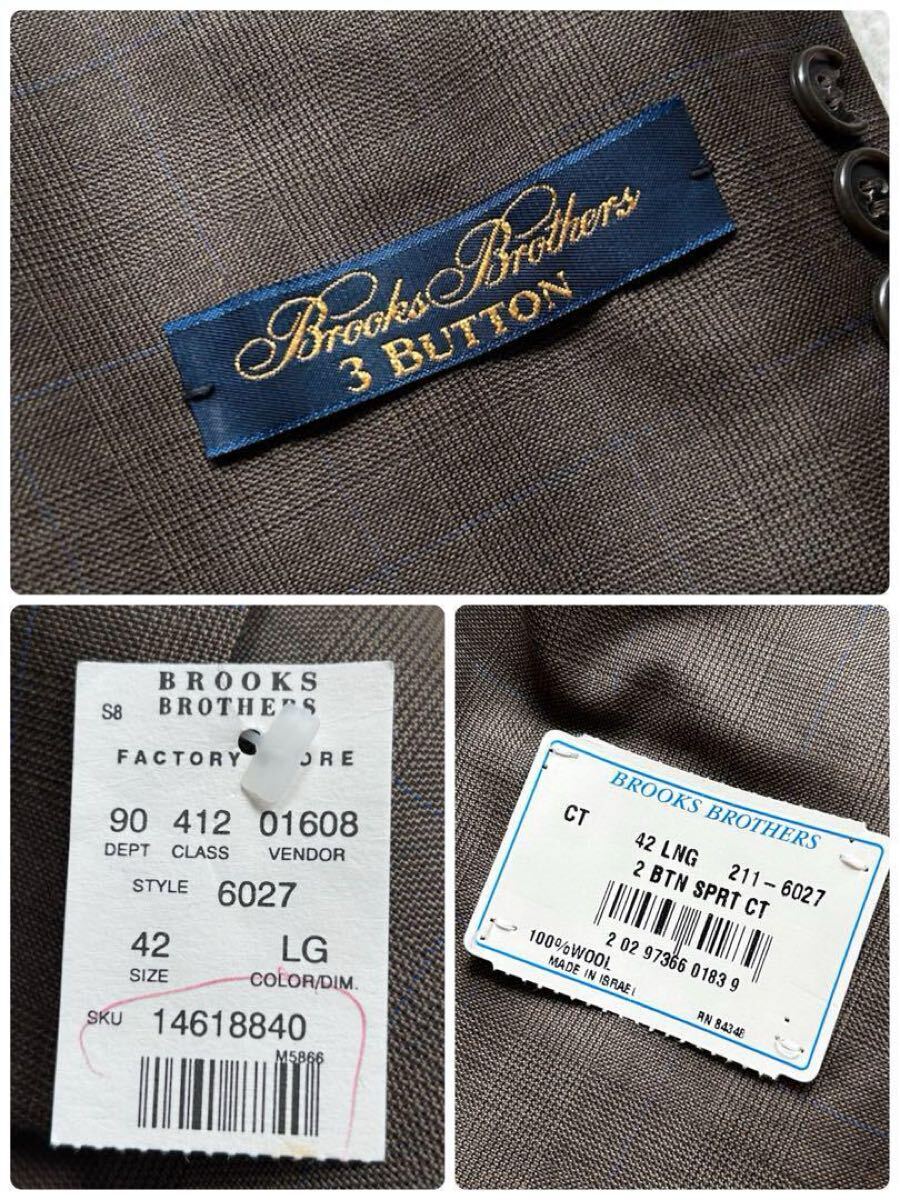 Brooks Brothers
3 BUTTON
BROOKS
BROTHERS
S8
FACTORY
90 412 01608
DEPT CLASS VENDOR
STYLE 6027
42 LG
SIZE COLOR/DIM.
SKU 14618840
M5866
BROOKS BROTHERS
CT 42 LNG 211-6027
2 BTN SPRT CT
2 02 97366 0183 9
100%WOOL
MADE IN ISRAEL
RN 84348